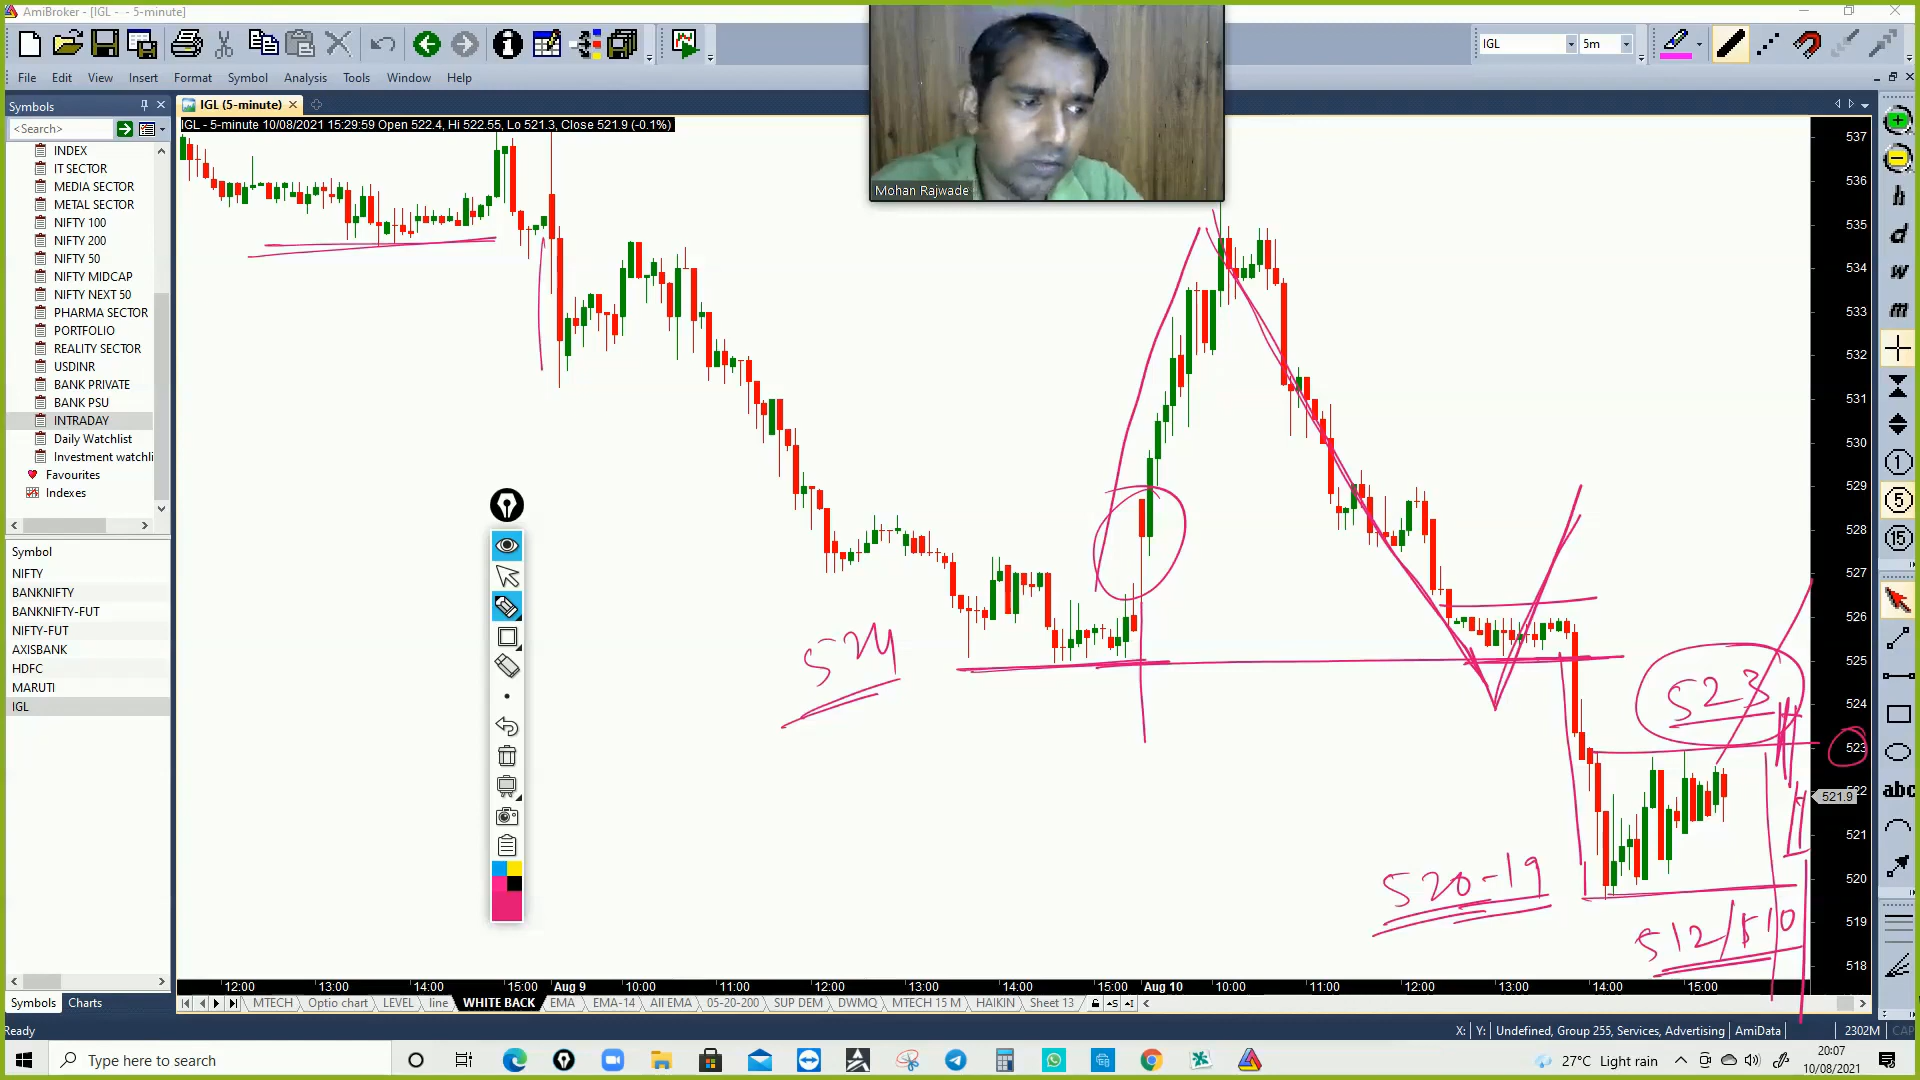 AmiBroker - [IGL - - 5-minute]
IGL
5m
File Edit View Insert Format Symbol Analysis Tools Window Help
Symbols
IGL (5-minute)
<Search>
IGL - 5-minute 10/08/2021 15:29:59 Open 522.4, Hi 522.55, Lo 521.3, Close 521.9 (-0.1%)
INDEX
IT SECTOR
MEDIA SECTOR
METAL SECTOR
NIFTY 100
NIFTY 200
NIFTY 50
NIFTY MIDCAP
NIFTY NEXT 50
PHARMA SECTOR
PORTFOLIO
REALITY SECTOR
USDINR
BANK PRIVATE
BANK PSU
INTRADAY
Daily Watchlist
Investment watchli
Favourites
Indexes
Symbol
NIFTY
BANKNIFTY
BANKNIFTY-FUT
NIFTY-FUT
AXISBANK
HDFC
MARUTI
IGL
Symbols Charts
Mohan Rajwade
524
523
520-19
512/510
537
536
535
534
533
532
531
530
529
528
527
526
525
524
523
522
521.9
521
520
519
518
h
d
w
m
1
5
15
abc
12:00 13:00 14:00 15:00 Aug 9 10:00 11:00 12:00 13:00 14:00 15:00 Aug 10 10:00 11:00 12:00 13:00 14:00 15:00
MTECH Optio chart LEVEL line WHITE BACK EMA EMA-14 All EMA 05-20-200 SUP DEM DWMQ MTECH 15 M HAIKIN Sheet 13
Ready
X: Y: Undefined, Group 255, Services, Advertising AmiData 2302M CAP
Type here to search
27°C Light rain
20:07
10/08/2021